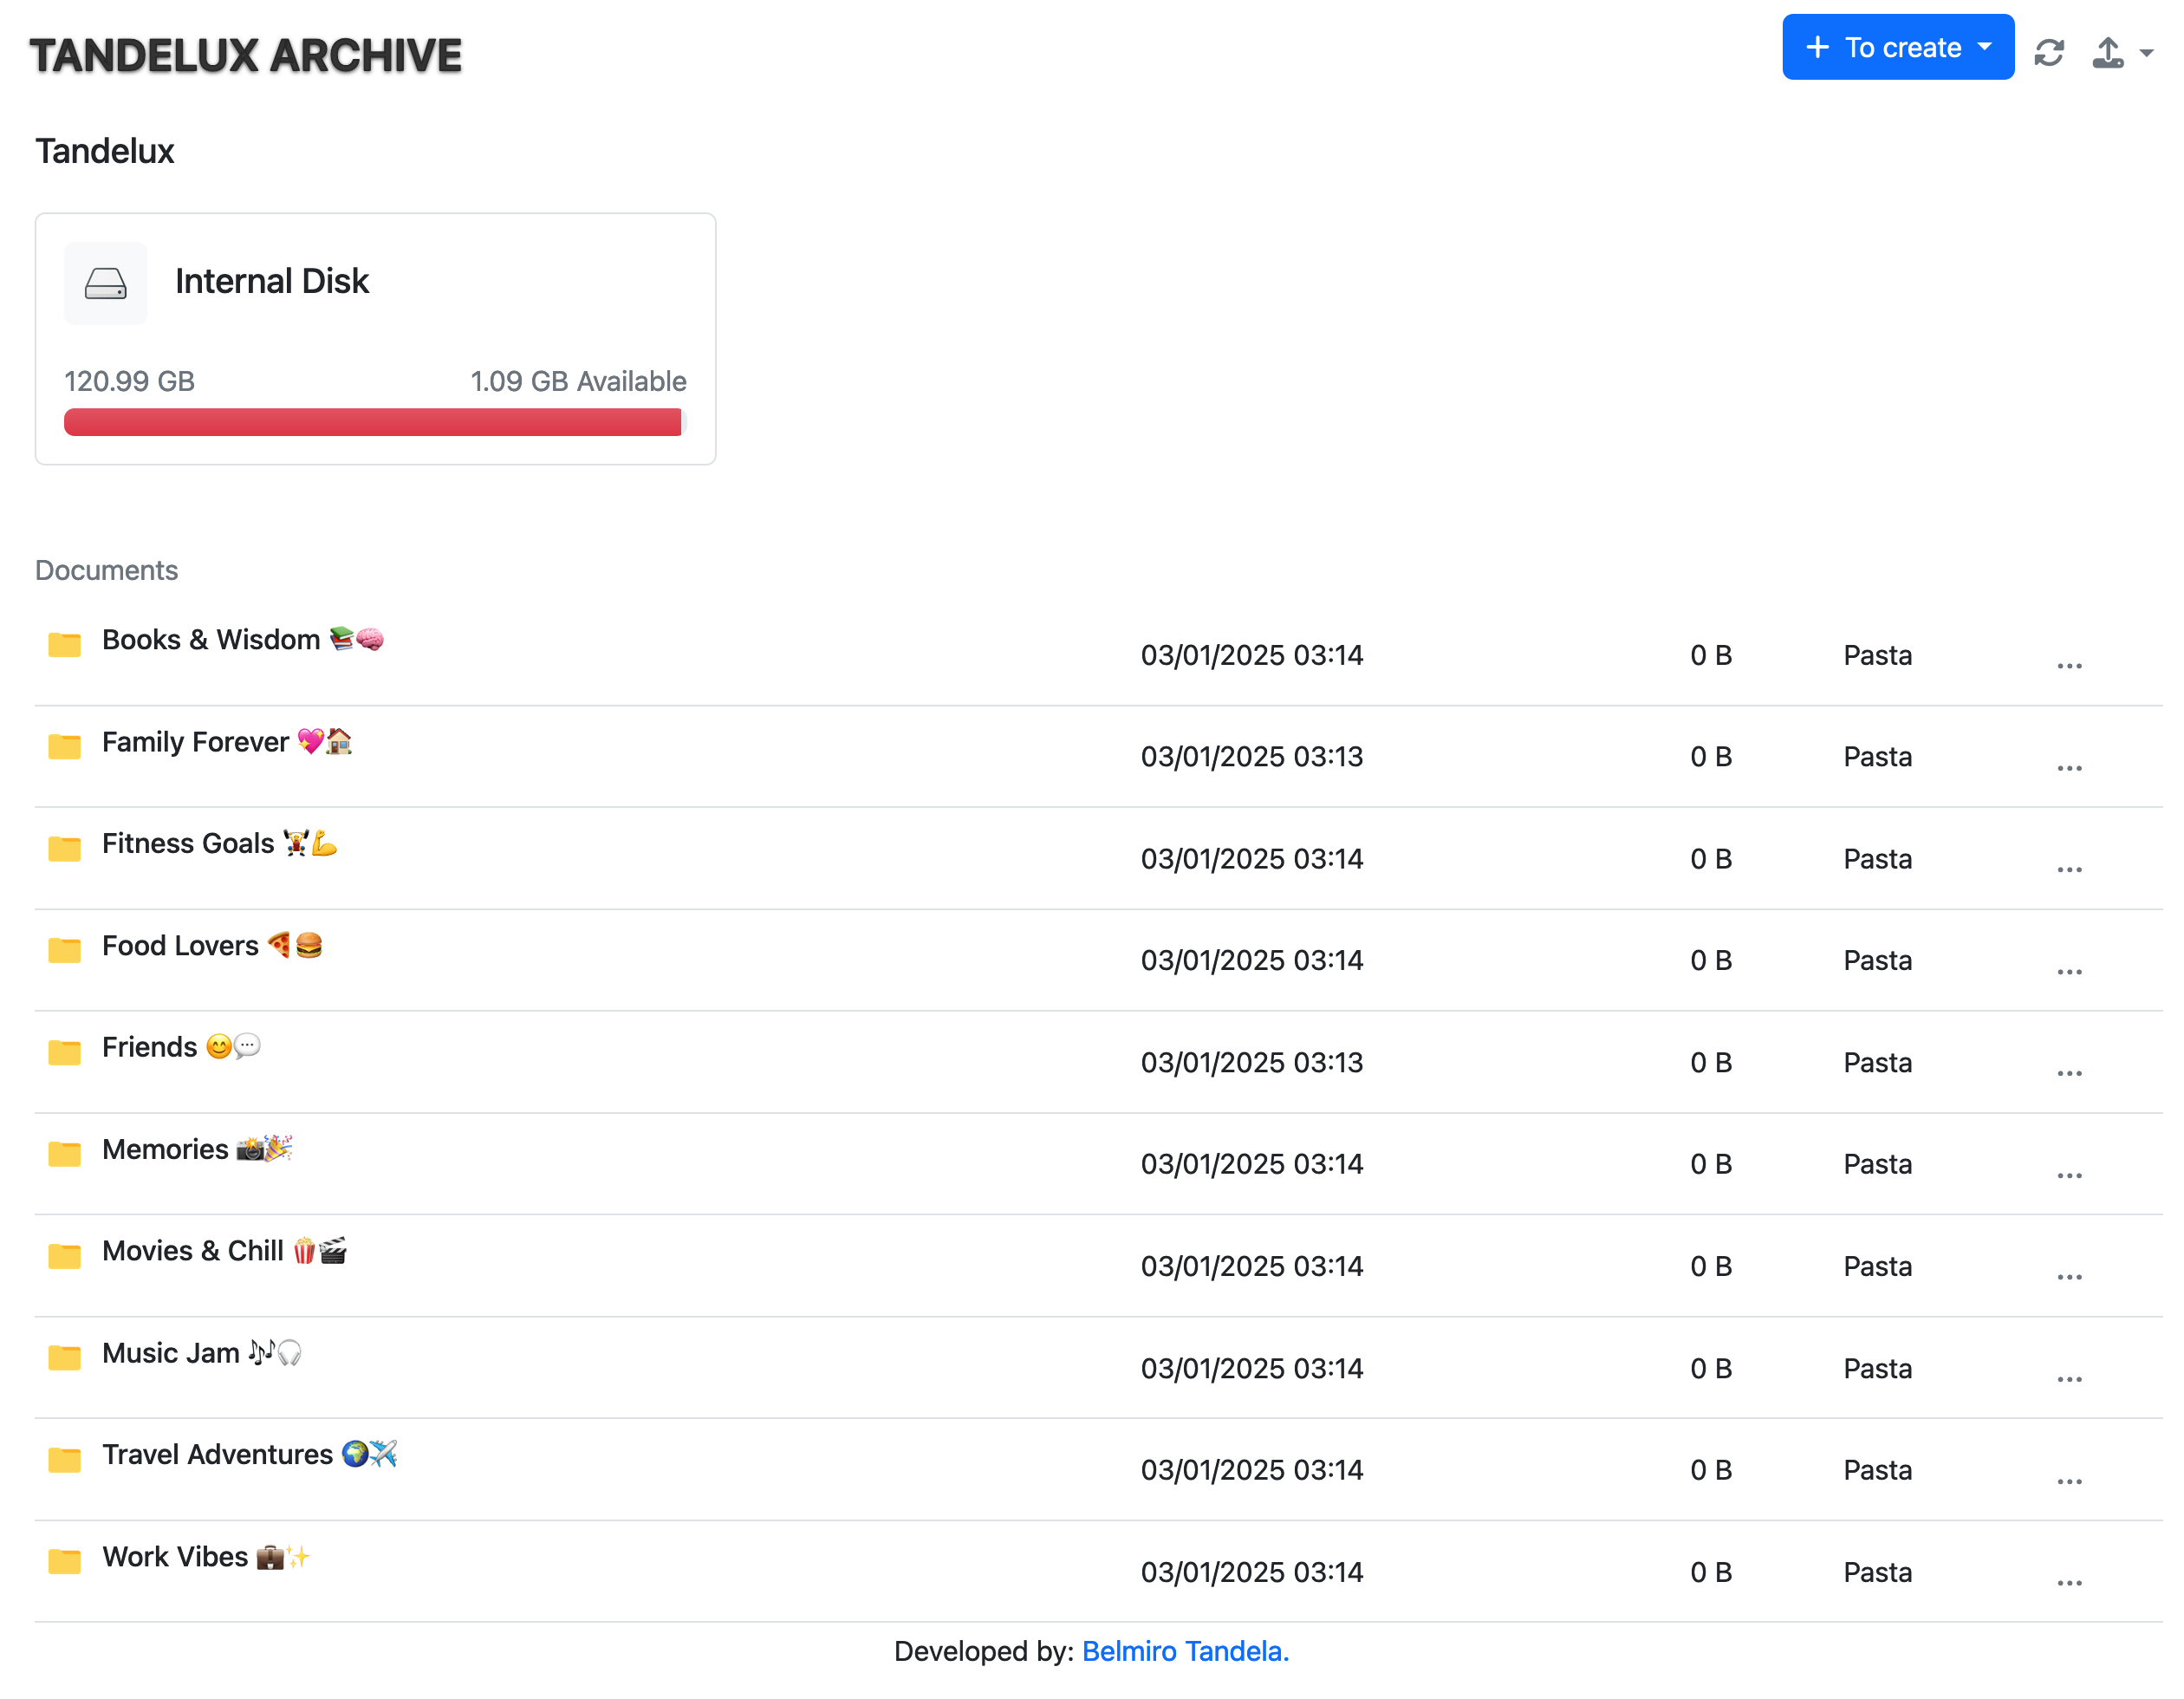 TANDELUX ARCHIVE
+ To create
Tandelux
Internal Disk
120.99 GB 1.09 GB Available
Documents
Books & Wisdom 📚🧠 03/01/2025 03:14 0 B Pasta ...
Family Forever 💖🏠 03/01/2025 03:13 0 B Pasta ...
Fitness Goals 🏋️💪 03/01/2025 03:14 0 B Pasta ...
Food Lovers 🍕🍔 03/01/2025 03:14 0 B Pasta ...
Friends 😊💬 03/01/2025 03:13 0 B Pasta ...
Memories 📸🎉 03/01/2025 03:14 0 B Pasta ...
Movies & Chill 🍿🎬 03/01/2025 03:14 0 B Pasta ...
Music Jam 🎶🎧 03/01/2025 03:14 0 B Pasta ...
Travel Adventures 🌍✈️ 03/01/2025 03:14 0 B Pasta ...
Work Vibes 💼✨ 03/01/2025 03:14 0 B Pasta ...
Developed by: Belmiro Tandela.